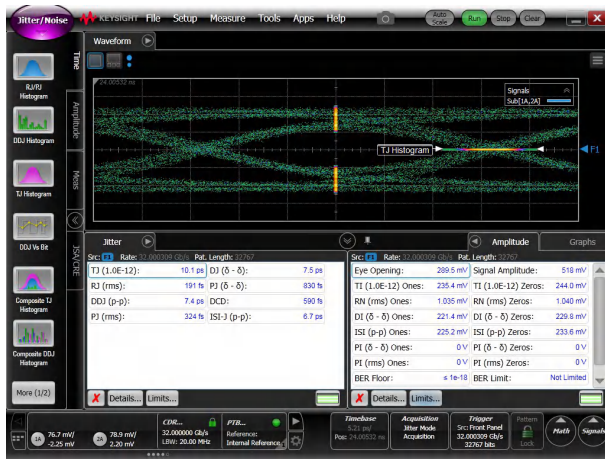 Jitter/Noise
KEYSIGHT File Setup Measure Tools Apps Help
Auto Scale Run Stop Clear
Waveform
RJ/PJ Histogram
DDJ Histogram
TJ Histogram
DDJ Vs Bit
Composite TJ Histogram
Composite DDJ Histogram
More (1/2)
Time
Amplitude
Meas
JSA/CRE
24.00532 ns
Signals
Sub[1A,2A]
TJ Histogram
F1
Jitter
Src: F1 Rate: 32.000309 Gb/s Pat. Length: 32767
TJ (1.0E-12): 10.1 ps DJ (δ - δ): 7.5 ps
RJ (rms): 191 fs PJ (δ - δ): 830 fs
DDJ (p-p): 7.4 ps DCD: 590 fs
PJ (rms): 324 fs ISI-J (p-p): 6.7 ps
Details... Limits...
Amplitude Graphs
Src: F1 Rate: 32.000309 Gb/s Pat. Length: 32767
Eye Opening: 289.5 mV Signal Amplitude: 518 mV
TI (1.0E-12) Ones: 235.4 mV TI (1.0E-12) Zeros: 244.0 mV
RN (rms) Ones: 1.035 mV RN (rms) Zeros: 1.040 mV
DI (δ - δ) Ones: 221.4 mV DI (δ - δ) Zeros: 229.8 mV
ISI (p-p) Ones: 225.2 mV ISI (p-p) Zeros: 233.6 mV
PI (δ - δ) Ones: 0 V PI (δ - δ) Zeros: 0 V
PI (rms) Ones: 0 V PI (rms) Zeros: 0 V
BER Floor: ≤ 1e-18 BER Limit: Not Limited
Details... Limits...
1A 76.7 mV/
-2.25 mV
2A 78.9 mV/
2.20 mV
CDR...
32.000000 Gb/s
LBW: 20.00 MHz
PTB...
Reference:
Internal Reference
Timebase
5.21 ps/
Pos: 24.00532 ns
Acquisition
Jitter Mode
Acquisition
Trigger
Src: Front Panel
32.000309 Gb/s
32767 bits
Pattern
Lock
Math
Signals